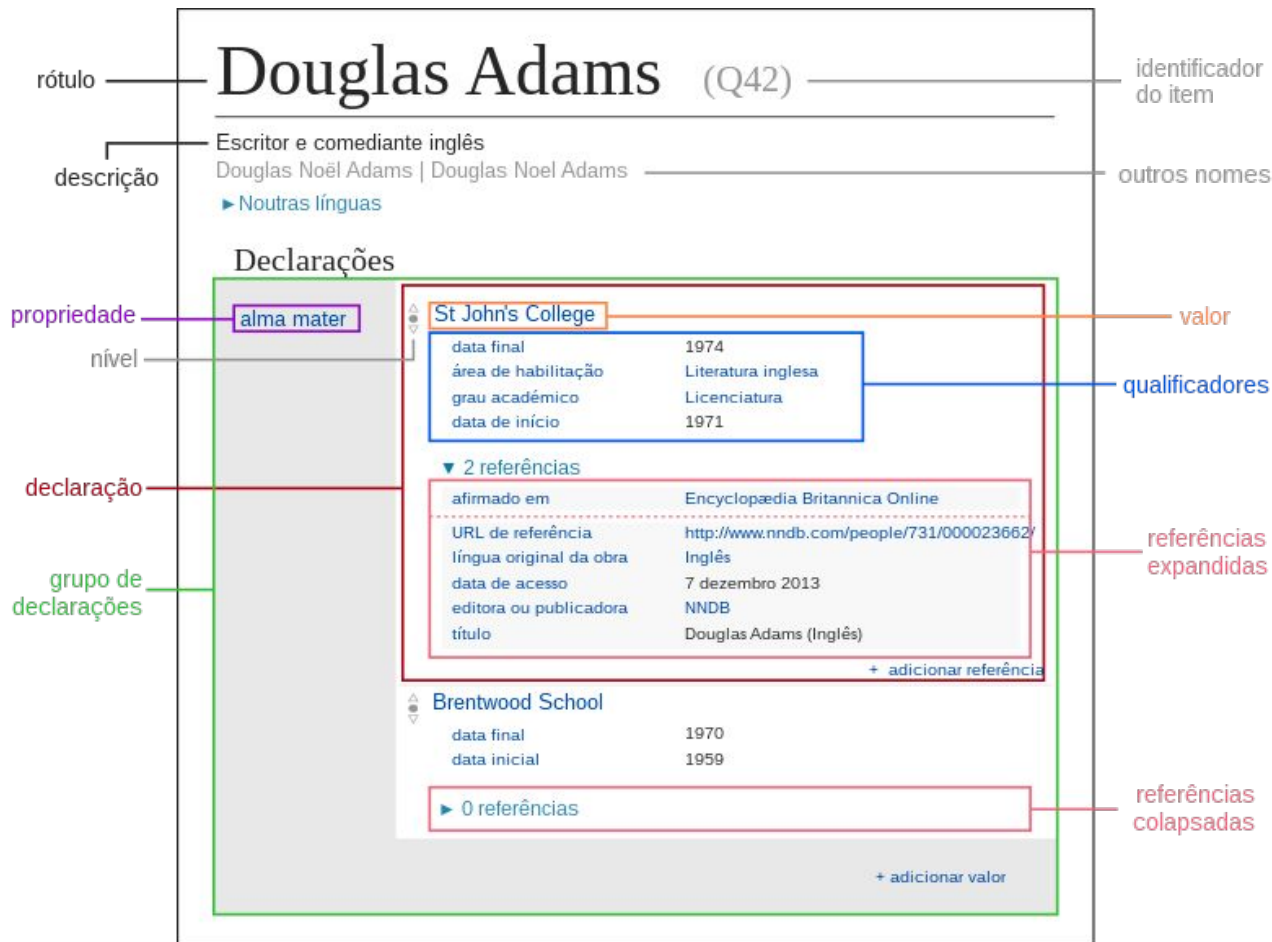 rótulo
Douglas Adams (Q42)
identificador
do item
Escritor e comediante inglês
descrição
Douglas Noël Adams | Douglas Noel Adams
outros nomes
►Noutras línguas
Declarações
propriedade
alma mater
St John's College
valor
nível
data final 1974
área de habilitação Literatura inglesa
grau académico Licenciatura
data de início 1971
qualificadores
▼ 2 referências
declaração
afirmado em Encyclopædia Britannica Online
URL de referência http://www.nndb.com/people/731/000023662/
língua original da obra Inglês
data de acesso 7 dezembro 2013
editora ou publicadora NNDB
título Douglas Adams (Inglês)
referências
expandidas
grupo de
declarações
+ adicionar referência
Brentwood School
data final 1970
data inicial 1959
► 0 referências
referências
colapsadas
+ adicionar valor